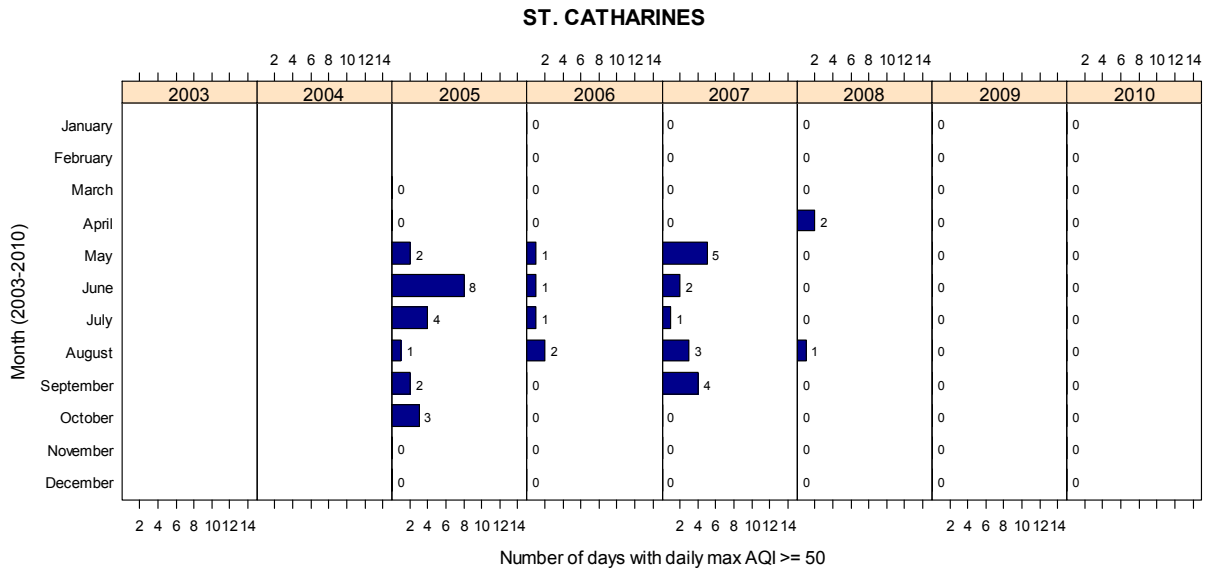 ST. CATHARINES
2 4 6 8 10 12 14 2 4 6 8 10 12 14 2 4 6 8 10 12 14 2 4 6 8 10 12 14
2003 2004 2005 2006 2007 2008 2009 2010
January 0 0 0 0 0
February 0 0 0 0 0
March 0 0 0 0 0 0
April 0 0 0 2 0 0
May 2 1 5 0 0 0
June 8 1 2 0 0 0
July 4 1 1 0 0 0
August 1 2 3 1 0 0
September 2 0 4 0 0 0
October 3 0 0 0 0 0
November 0 0 0 0 0 0
December 0 0 0 0 0 0
Month (2003-2010)
2 4 6 8 10 12 14 2 4 6 8 10 12 14 2 4 6 8 10 12 14 2 4 6 8 10 12 14
Number of days with daily max AQI >= 50